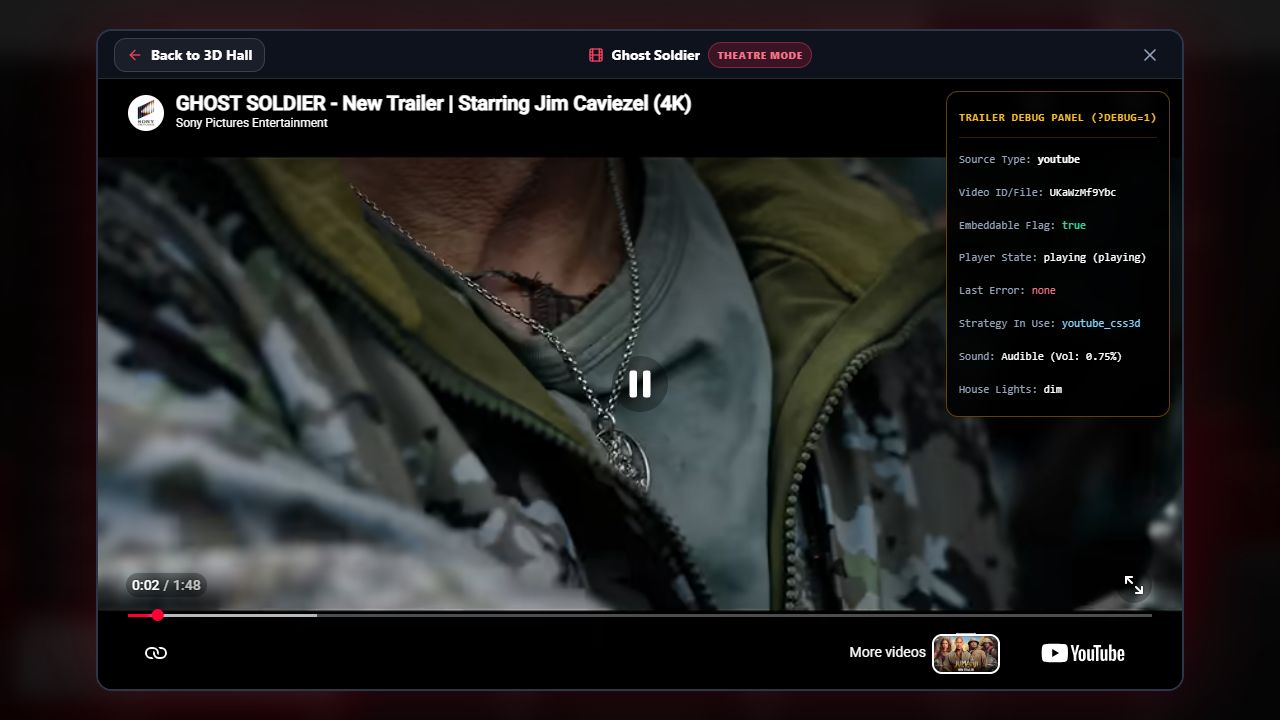 Back to 3D Hall
Ghost Soldier
THEATRE MODE
GHOST SOLDIER - New Trailer | Starring Jim Caviezel (4K)
Sony Pictures Entertainment
TRAILER DEBUG PANEL (?DEBUG=1)
Source Type: youtube
Video ID/File: UKaWzMf9Ybc
Embeddable Flag: true
Player State: playing (playing)
Last Error: none
Strategy In Use: youtube_css3d
Sound: Audible (Vol: 0.75%)
House Lights: dim
0:02 / 1:48
More videos
JUMANJI
YouTube